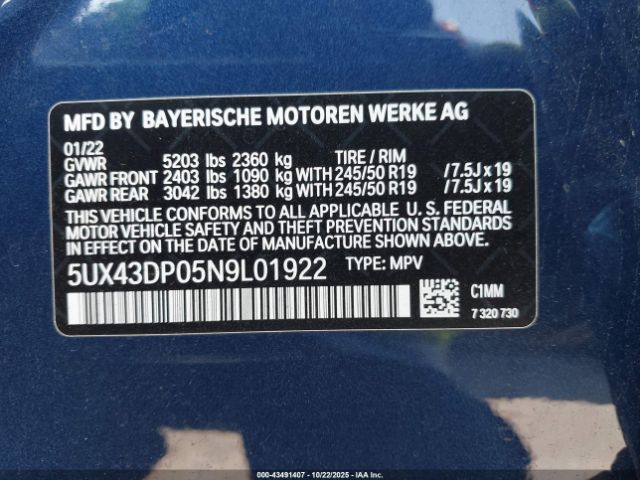 MFD BY BAYERISCHE MOTOREN WERKE AG
01/22
GVWR 5203 lbs 2360 kg TIRE / RIM
GAWR FRONT 2403 lbs 1090 kg WITH 245/50 R19 /7.5J x 19
GAWR REAR 3042 lbs 1380 kg WITH 245/50 R19 /7.5J x 19
THIS VEHICLE CONFORMS TO ALL APPLICABLE U. S. FEDERAL
MOTOR VEHICLE SAFETY AND THEFT PREVENTION STANDARDS
IN EFFECT ON THE DATE OF MANUFACTURE SHOWN ABOVE.
5UX43DP05N9L01922 TYPE: MPV
C1MM
7 320 730
000-43491407 - 10/22/2025 - IAAI Copyright